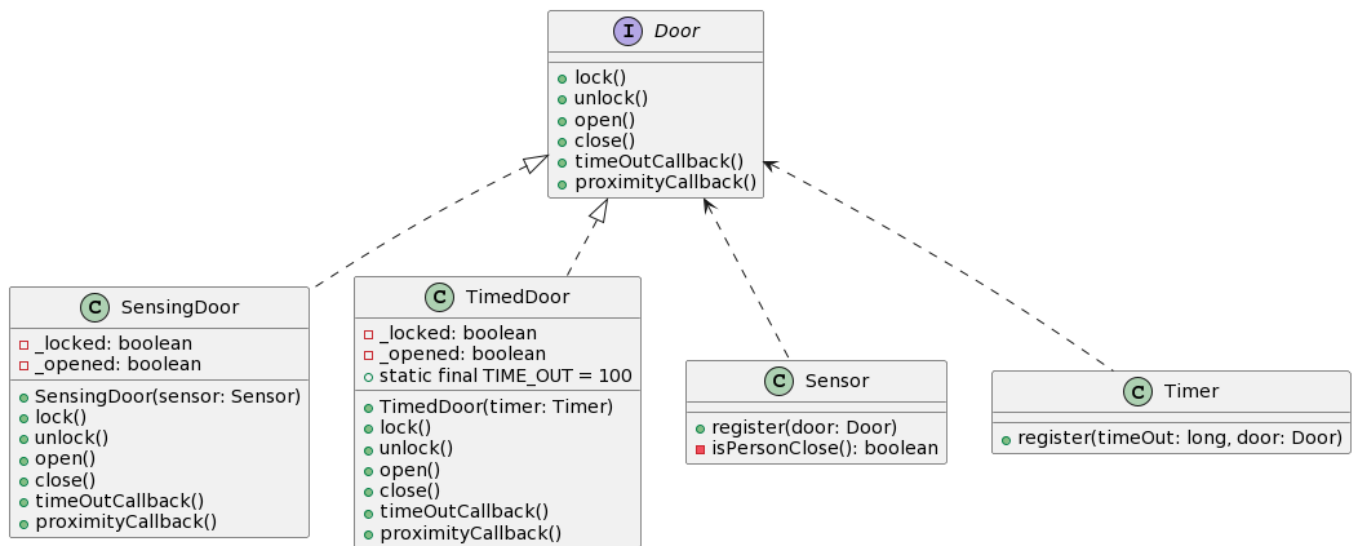 I Door
lock()
unlock()
open()
close()
timeOutCallback()
proximityCallback()
C SensingDoor
_locked: boolean
_opened: boolean
SensingDoor(sensor: Sensor)
lock()
unlock()
open()
close()
timeOutCallback()
proximityCallback()
C TimedDoor
_locked: boolean
_opened: boolean
static final TIME_OUT = 100
TimedDoor(timer: Timer)
lock()
unlock()
open()
close()
timeOutCallback()
proximityCallback()
C Sensor
register(door: Door)
isPersonClose(): boolean
C Timer
register(timeOut: long, door: Door)